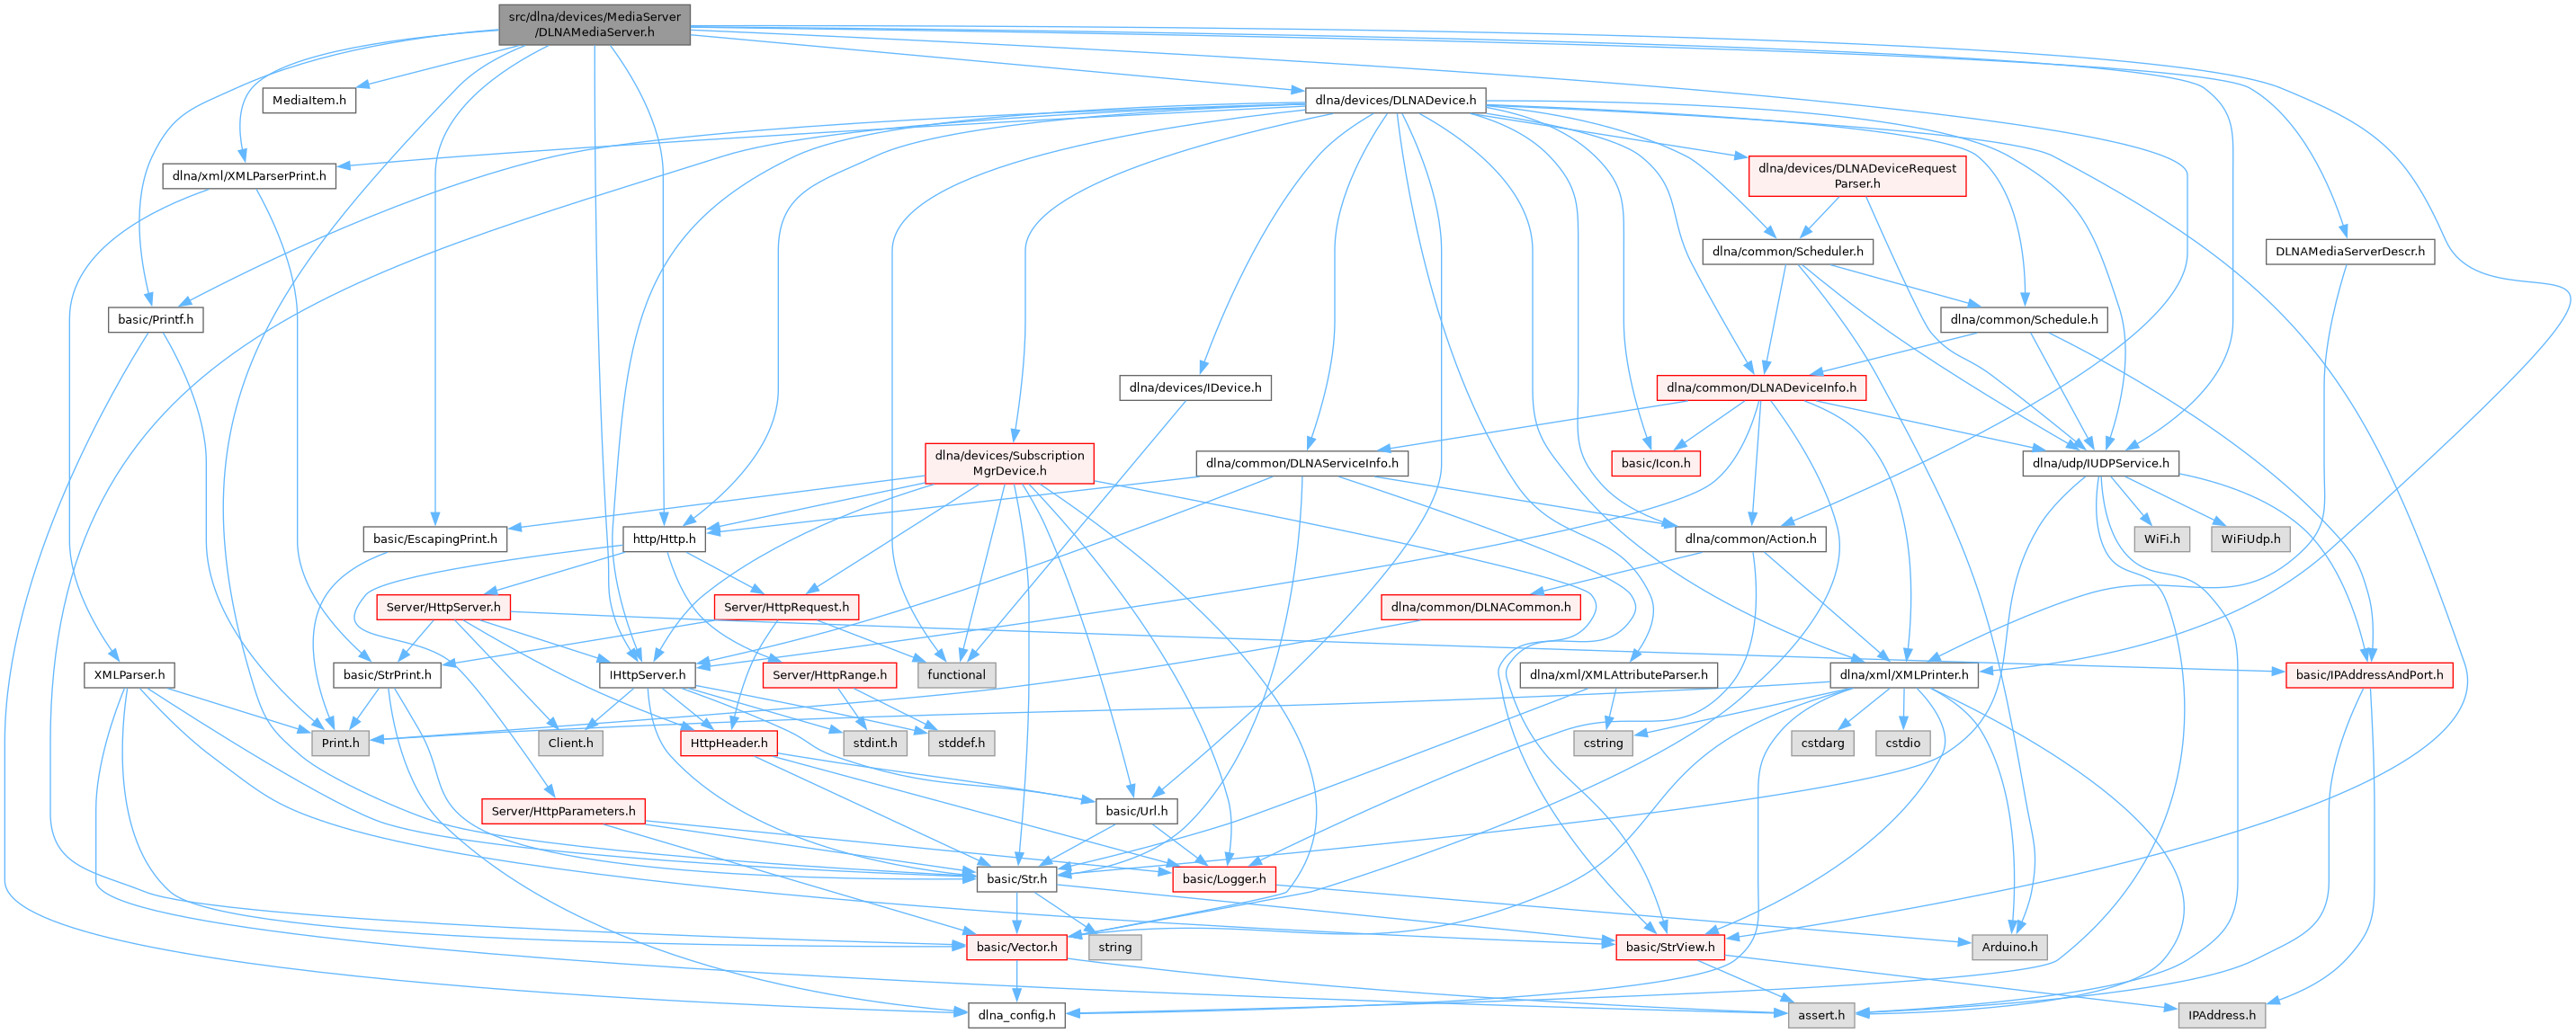 src/dlna/devices/MediaServer
/DLNAMediaServer.h
MediaItem.h
dlna/devices/DLNADevice.h
dlna/xml/XMLParserPrint.h
dlna/devices/DLNADeviceRequest
Parser.h
dlna/common/Scheduler.h
DLNAMediaServerDescr.h
basic/Printf.h
dlna/common/Schedule.h
dlna/devices/IDevice.h
dlna/common/DLNADeviceInfo.h
dlna/devices/Subscription
MgrDevice.h
dlna/common/DLNAServiceInfo.h
basic/Icon.h
dlna/udp/IUDPService.h
basic/EscapingPrint.h
http/Http.h
dlna/common/Action.h
WiFi.h
WiFiUdp.h
Server/HttpServer.h
Server/HttpRequest.h
dlna/common/DLNACommon.h
XMLParser.h
basic/StrPrint.h
IHttpServer.h
Server/HttpRange.h
functional
dlna/xml/XMLAttributeParser.h
dlna/xml/XMLPrinter.h
basic/IPAddressAndPort.h
Print.h
Client.h
HttpHeader.h
stdint.h
stddef.h
cstring
cstdarg
cstdio
Server/HttpParameters.h
basic/Url.h
basic/Str.h
basic/Logger.h
basic/Vector.h
string
basic/StrView.h
Arduino.h
dlna_config.h
assert.h
IPAddress.h